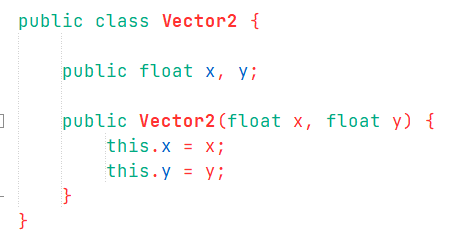 public class Vector2 {
public float x, y;
public Vector2(float x, float y) {
this.x = x;
this.y = y;
}
}